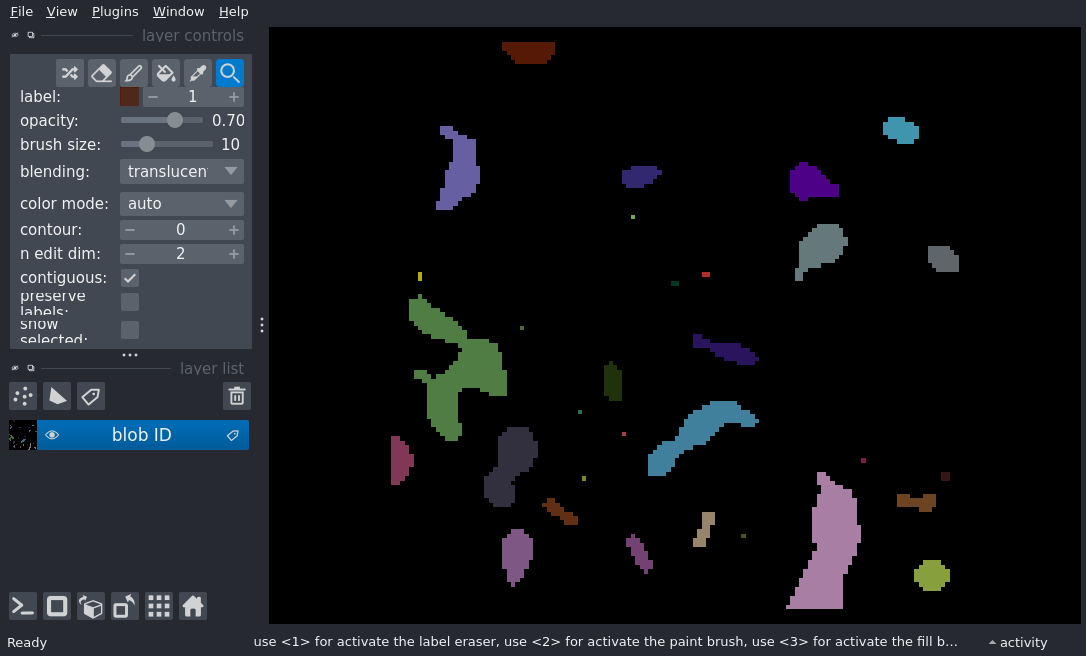 File View Plugins Window Help
layer controls
label: 1
opacity: 0.70
brush size: 10
blending: translucen
color mode: auto
contour: 0
n edit dim: 2
contiguous:
preserve
labels:
show
selected:
layer list
blob ID
Ready use <1> for activate the label eraser, use <2> for activate the paint brush, use <3> for activate the fill b... activity